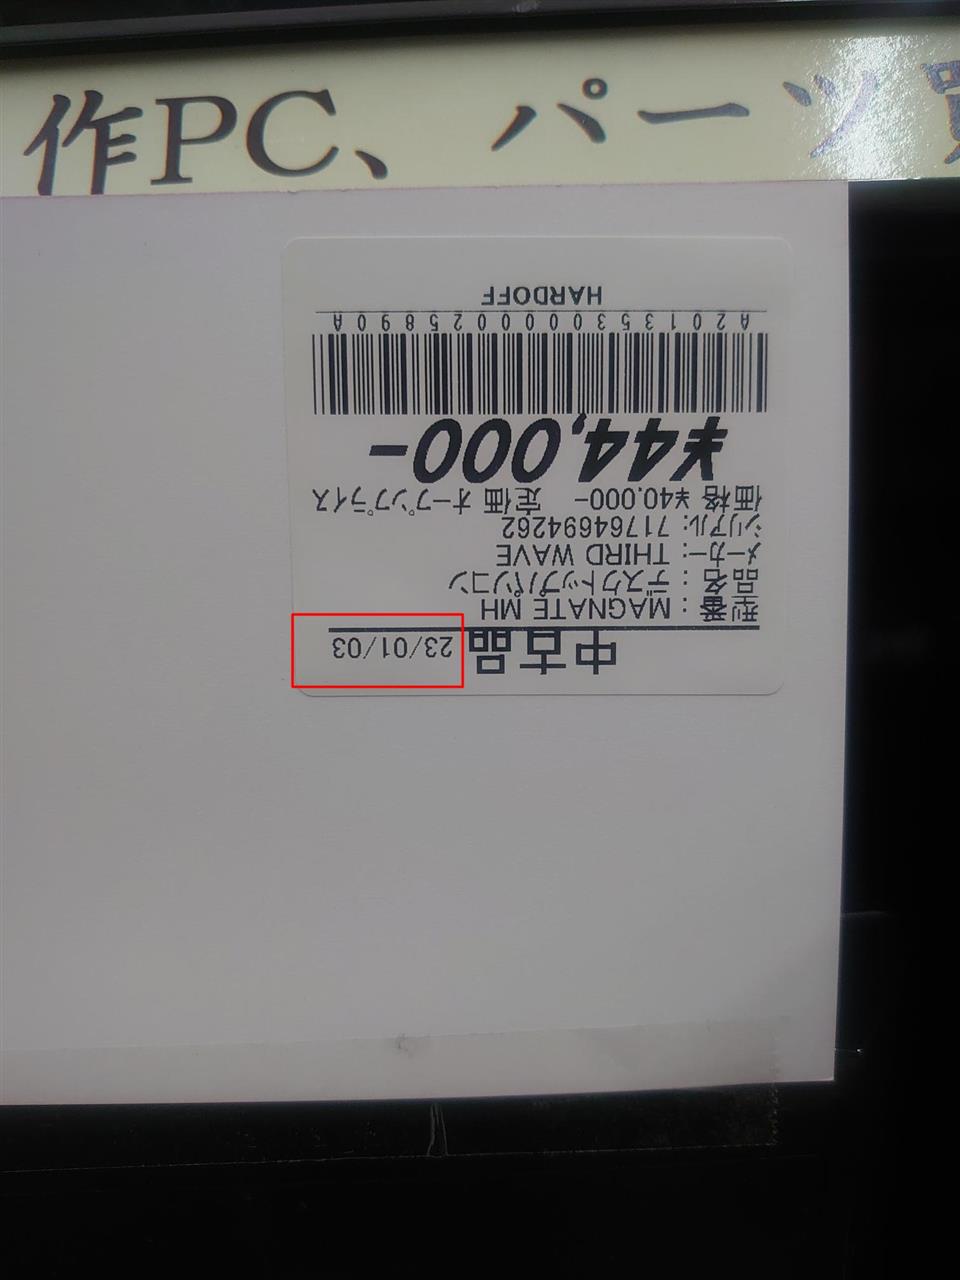 作PC、パーツ買
中古品 23/01/03
型番：MAGNATE MH
品名：デスクトップパソコン
メーカー：THIRD WAVE
シリアル：71764694262
価格 ¥40,000- 定価 オープンプライス
¥44,000-
A2013530000025890A
HARDOFF